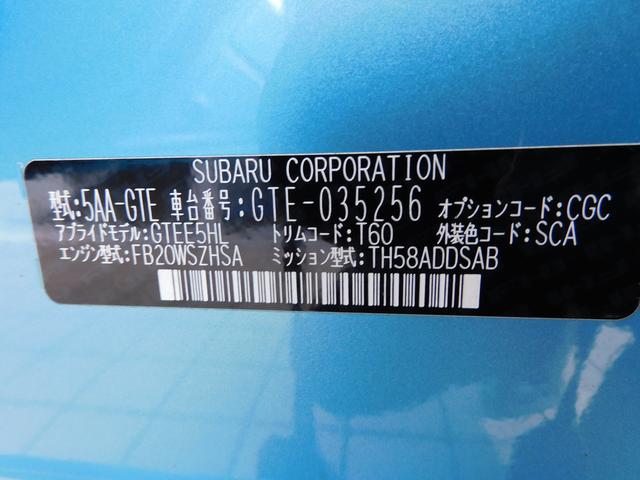 SUBARU CORPORATION
型式:5AA-GTE 車台番号:GTE-035256 オプションコード:CGC
アプライドモデル:GTEE5HL トリムコード:T60 外装色コード:SCA
エンジン型式:FB20WSZHSA ミッション型式:TH58ADDSAB